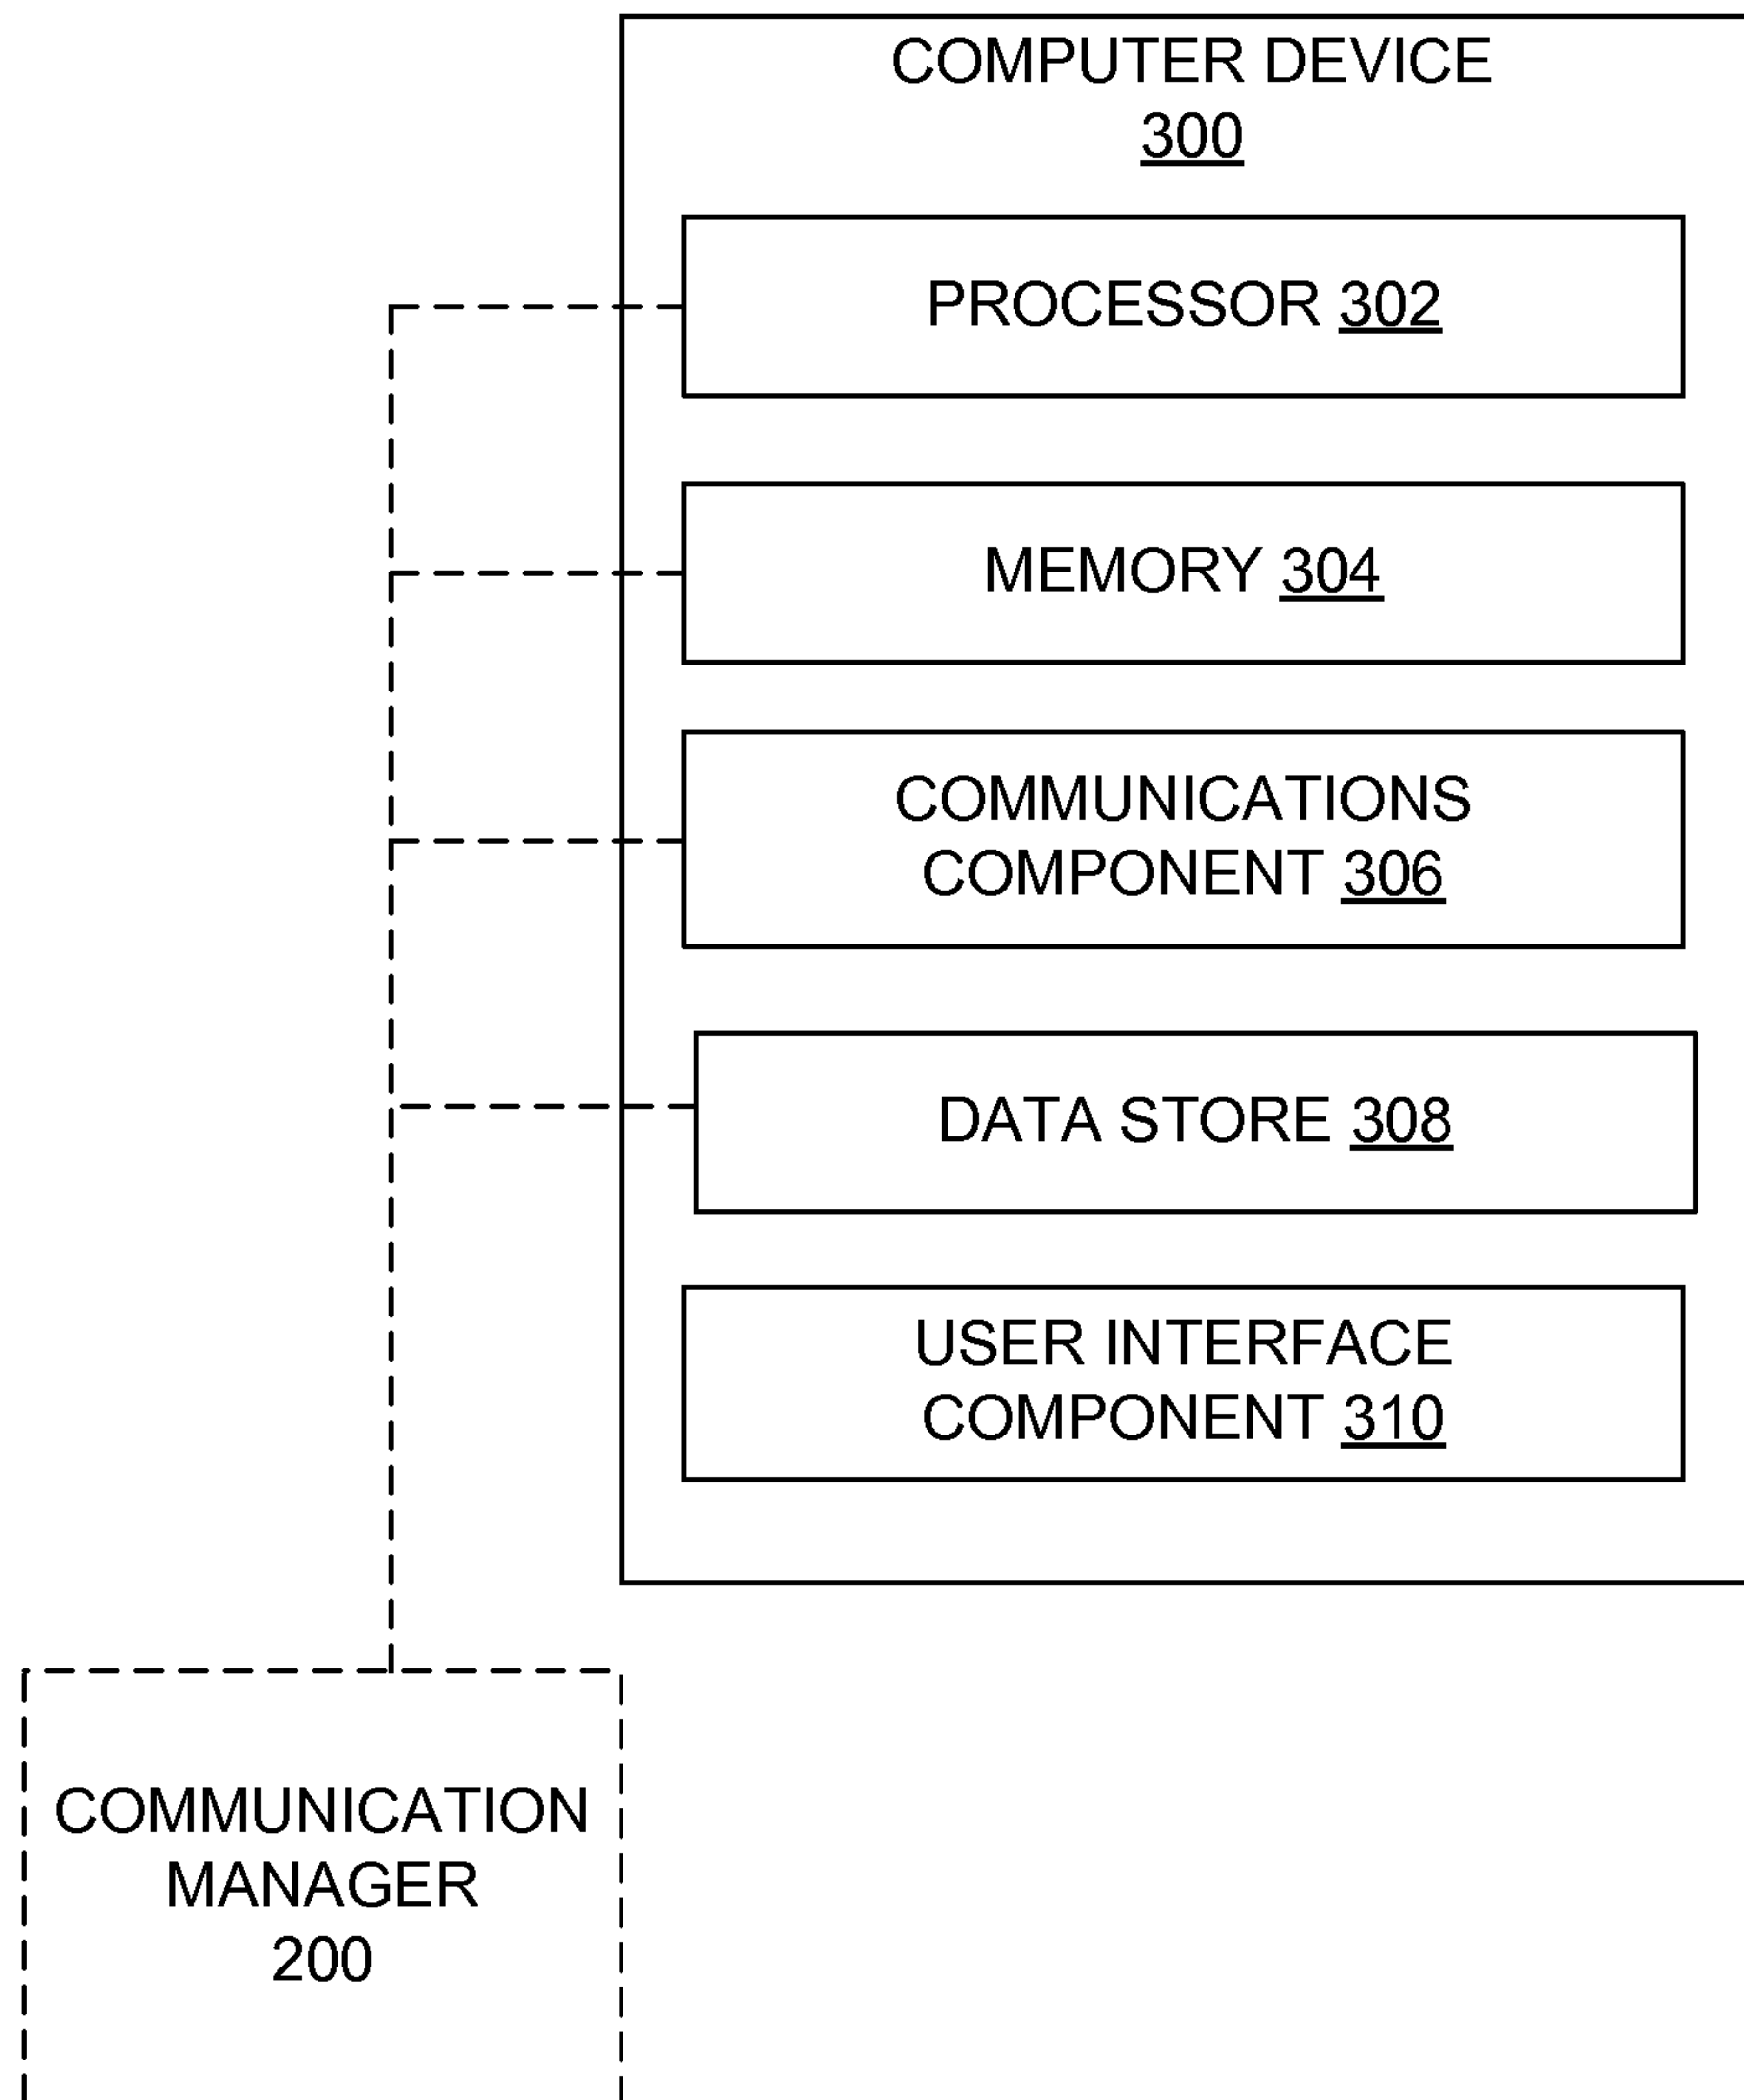 COMPUTER DEVICE
300
PROCESSOR 302
MEMORY 304
COMMUNICATIONS
COMPONENT 306
DATA STORE 308
USER INTERFACE
COMPONENT 310
COMMUNICATION
MANAGER
200